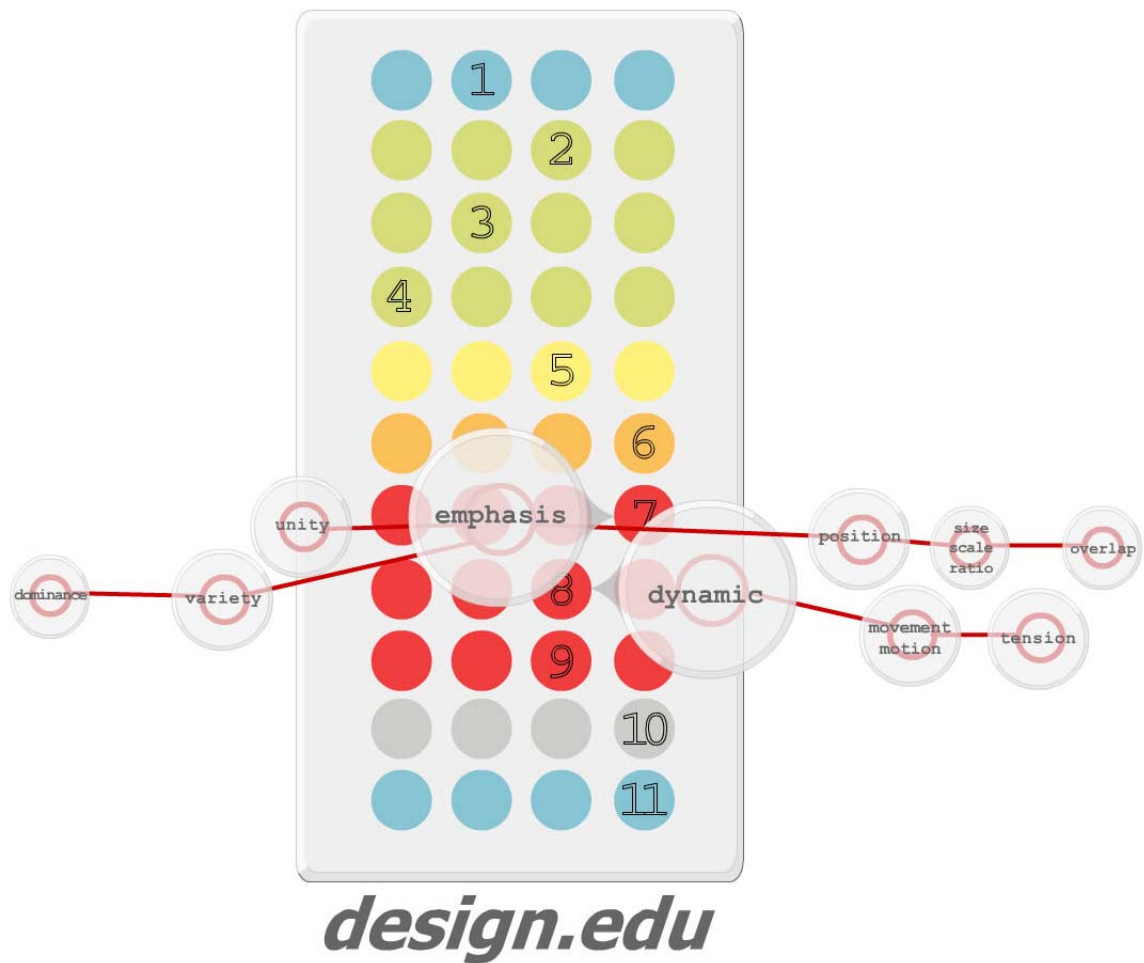 1
2
3
4
5
6
7
emphasis
unity
position
size
scale
ratio
overlap
dominance
variety
8
dynamic
movement
motion
tension
9
10
11
design.edu